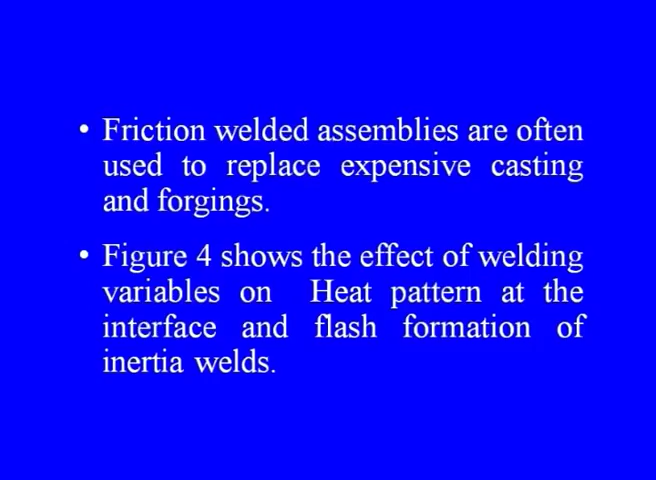 • Friction welded assemblies are often
used to replace expensive casting
and forgings.
• Figure 4 shows the effect of welding
variables on Heat pattern at the
interface and flash formation of
inertia welds.